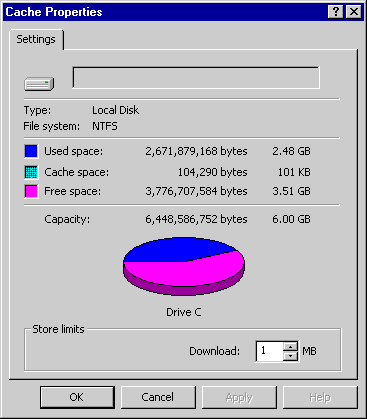 Cache Properties
Settings
Type: Local Disk
File system: NTFS
Used space: 2,671,879,168 bytes 2.48 GB
Cache space: 104,290 bytes 101 KB
Free space: 3,776,707,584 bytes 3.51 GB
Capacity: 6,448,586,752 bytes 6.00 GB
Drive C
Store limits
Download: 1 MB
OK Cancel Apply Help